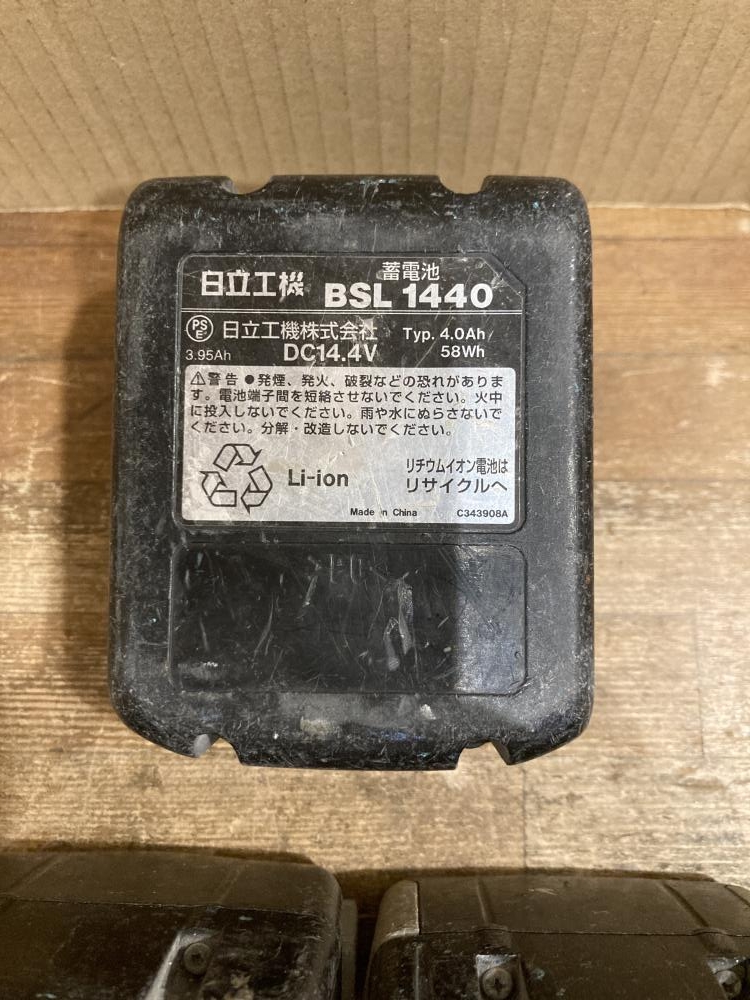 日立工機
蓄電池
BSL 1440
PSE 日立工機株式会社 Typ. 4.0Ah/
3.95Ah DC14.4V 58Wh
⚠警告 ●発煙、発火、破裂などの恐れがありま
す。電池端子間を短絡させないでください。火中
に投入しないでください。雨や水にぬらさないで
ください。分解・改造しないでください。
Li-ion
リチウムイオン電池は
リサイクルへ
Made in China C343908A